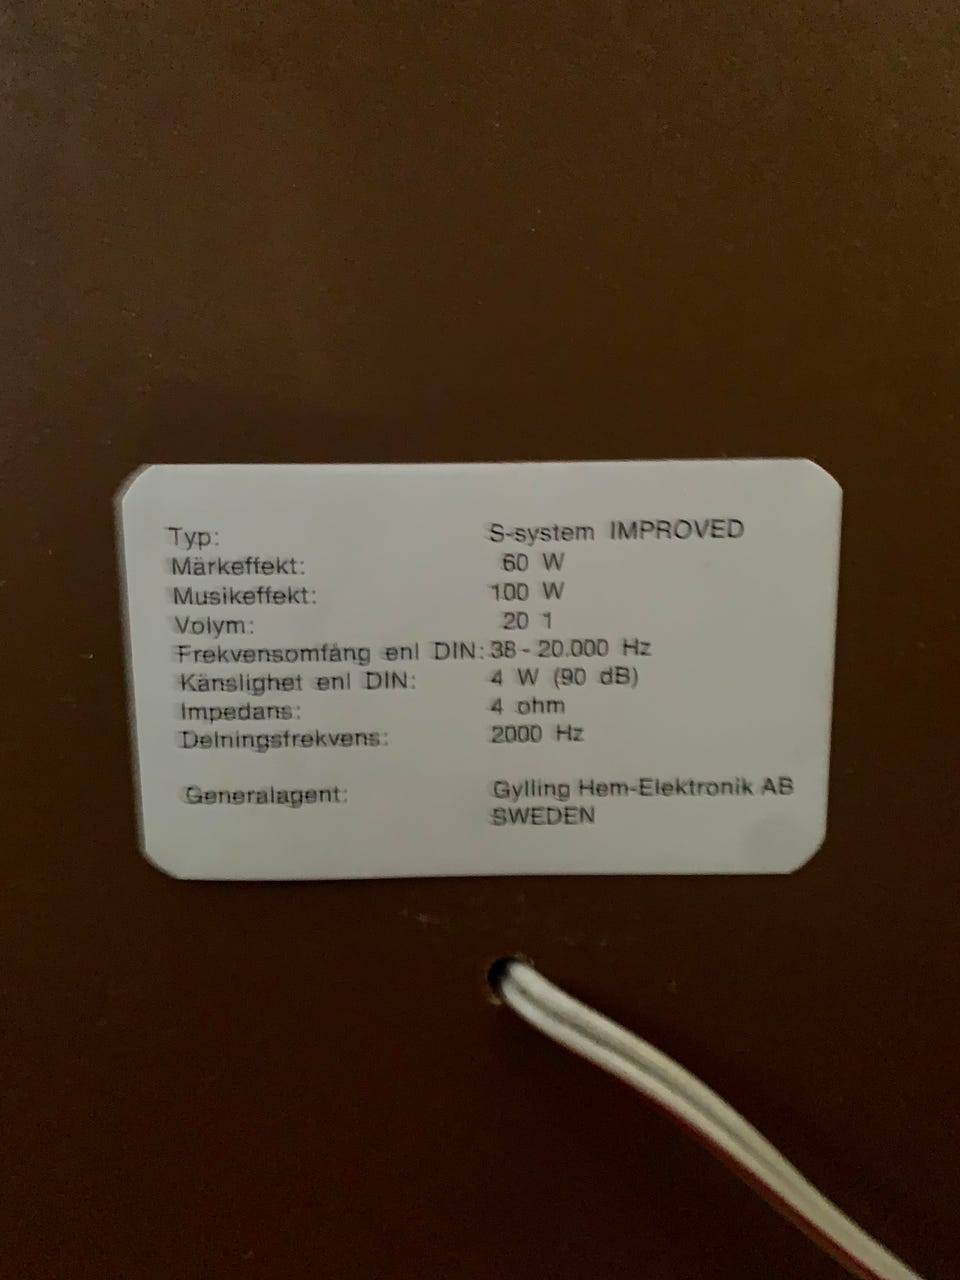 Typ: S-system IMPROVED
Märkeffekt: 60 W
Musikeffekt: 100 W
Volym: 20 l
Frekvensomfång enl DIN: 38 - 20.000 Hz
Känslighet enl DIN: 4 W (90 dB)
Impedans: 4 ohm
Delningsfrekvens: 2000 Hz
Generalagent: Gylling Hem-Elektronik AB
SWEDEN